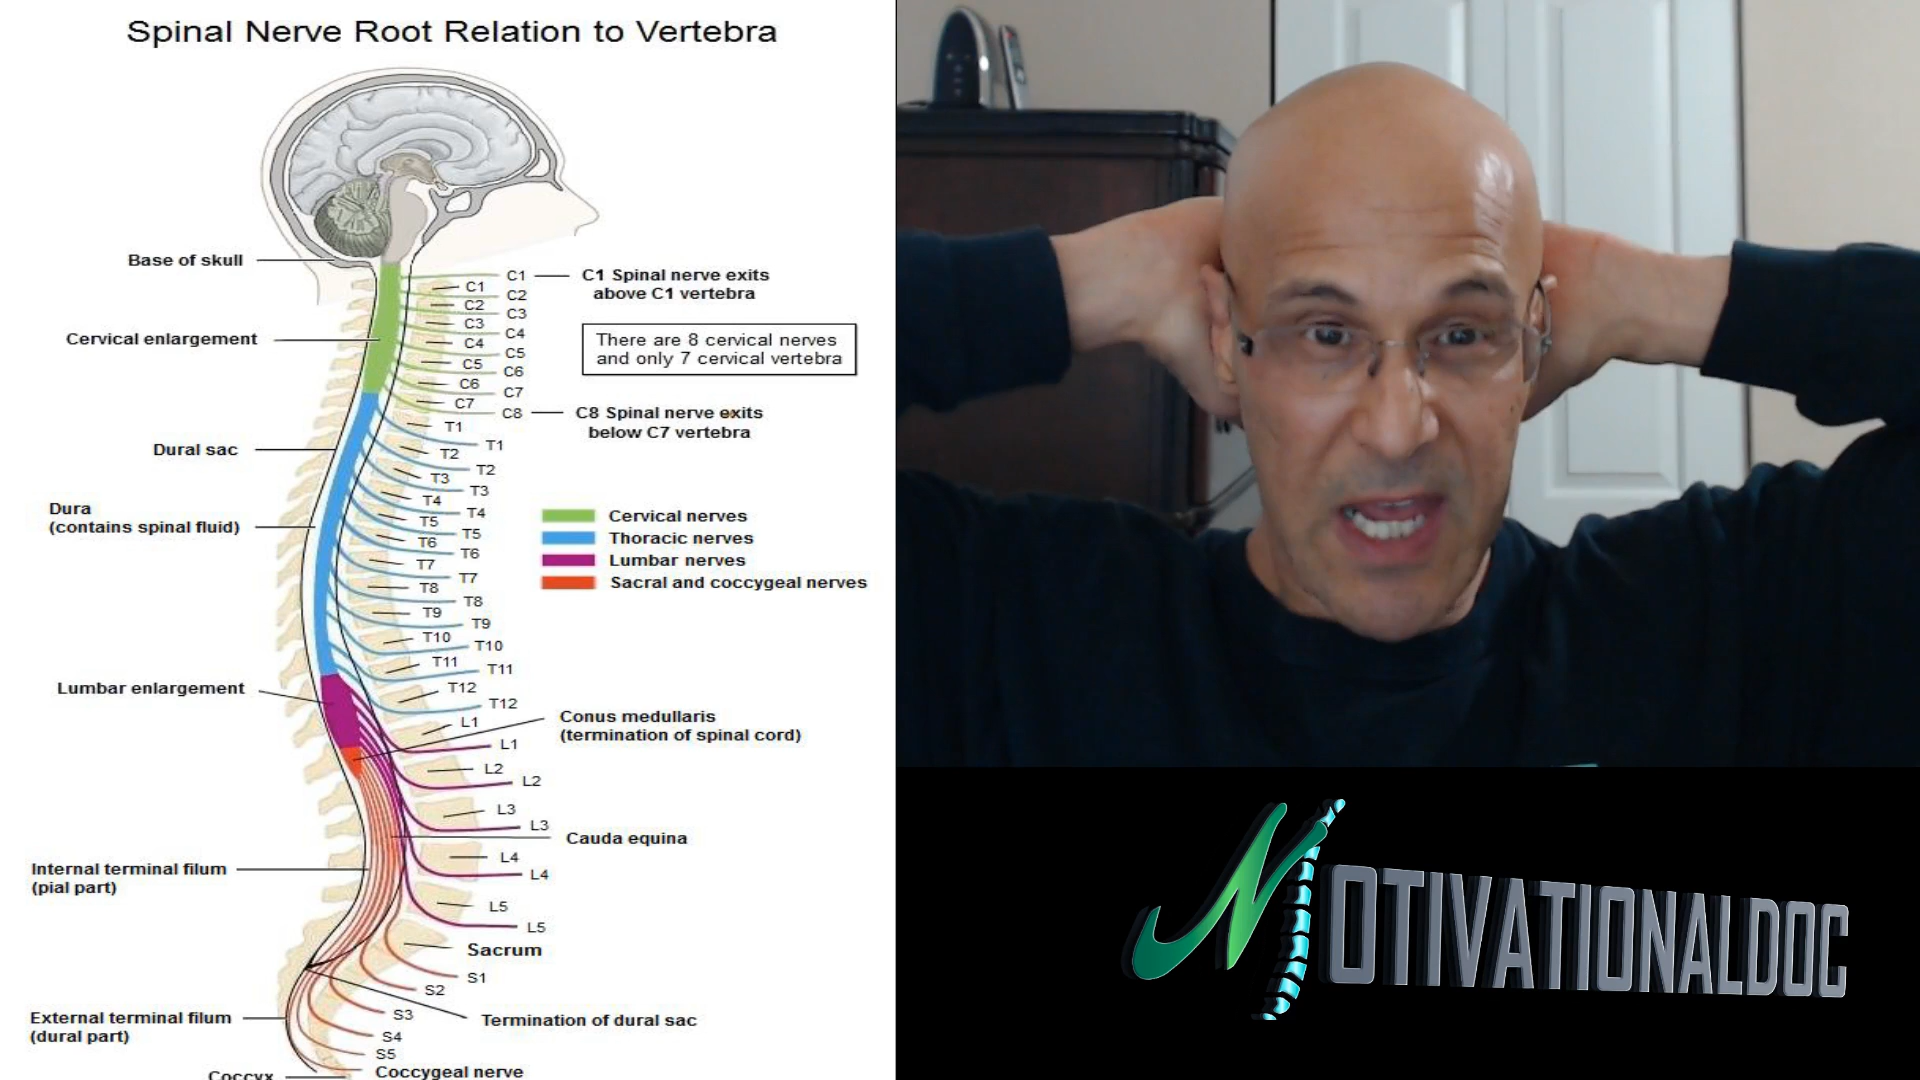 Spinal Nerve Root Relation to Vertebra
Base of skull
C1
C1 Spinal nerve exits
above C1 vertebra
C1
C2
C2
C3
C3
C4
C4
C5
C5
C6
C6
C7
C7
C8
There are 8 cervical nerves
and only 7 cervical vertebra
Cervical enlargement
C8 Spinal nerve exits
below C7 vertebra
T1
T1
T2
T2
T3
T3
T4
T4
T5
T5
T6
T6
T7
T7
T8
T8
T9
T9
T10
T10
T11
T11
T12
T12
Dural sac
Dura
(contains spinal fluid)
Cervical nerves
Thoracic nerves
Lumbar nerves
Sacral and coccygeal nerves
Lumbar enlargement
Conus medullaris
(termination of spinal cord)
L1
L1
L2
L2
L3
L3
Cauda equina
L4
L4
L5
L5
Internal terminal filum
(pial part)
Sacrum
S1
S2
S3
S4
S5
External terminal filum
(dural part)
Termination of dural sac
Coccygeal nerve
Coccyx
MOTIVATIONALDOC